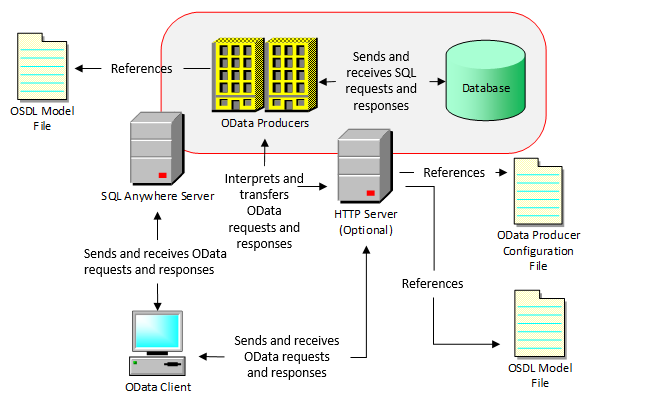 References
OSDL Model
File
OData Producers
Sends and
receives SQL
requests and
responses
Database
SQL Anywhere Server
Interprets and
transfers
OData
requests and
responses
HTTP Server
(Optional)
References
OData Producer
Configuration
File
Sends and receives OData
requests and responses
References
OData Client
Sends and receives
OData requests
and responses
OSDL Model
File